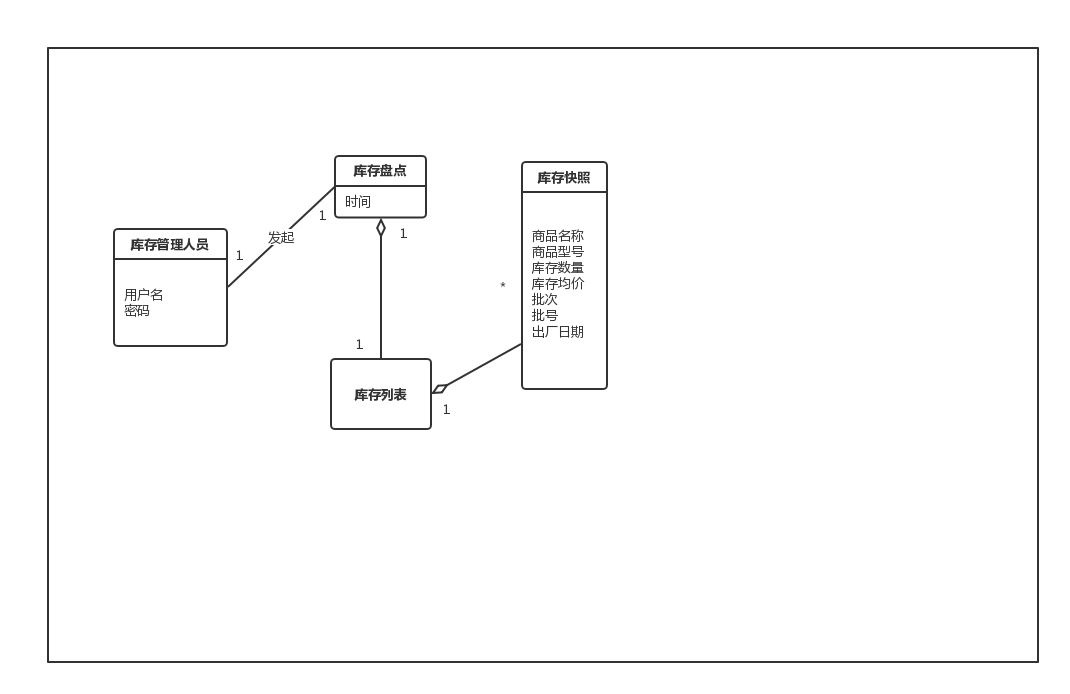 库存盘点
时间
1
1
发起
库存管理人员
1
用户名
密码
库存快照
商品名称
商品型号
库存数量
库存均价
批次
批号
出厂日期
*
1
库存列表
1